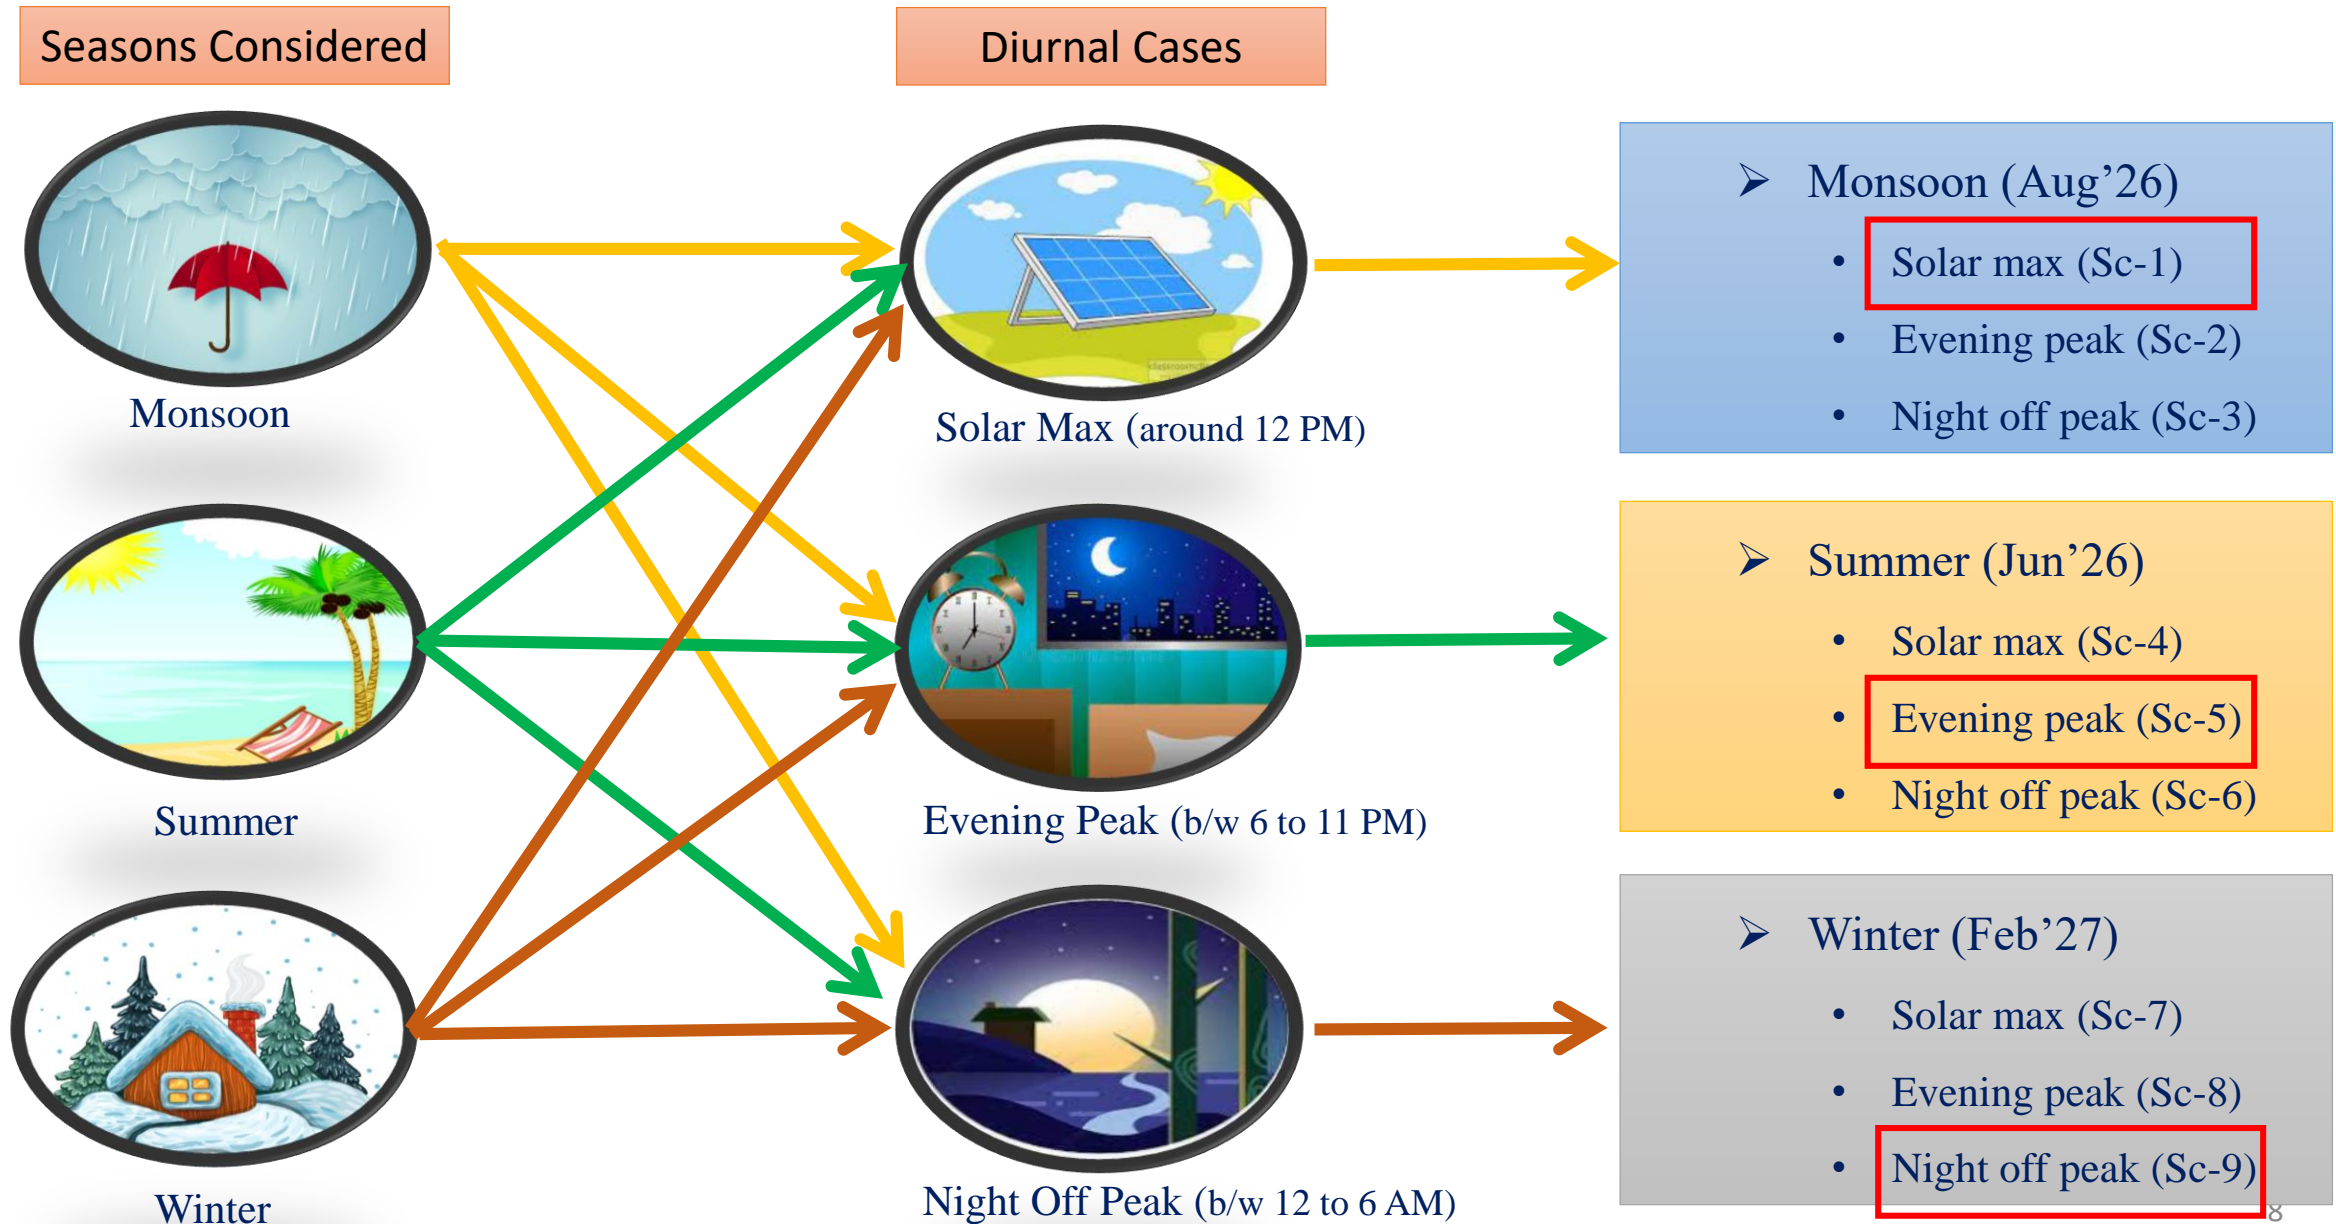 Seasons Considered
Diurnal Cases
Monsoon
Summer
Winter
Solar Max (around 12 PM)
Evening Peak (b/w 6 to 11 PM)
Night Off Peak (b/w 12 to 6 AM)
➢ Monsoon (Aug’26)
• Solar max (Sc-1)
• Evening peak (Sc-2)
• Night off peak (Sc-3)
➢ Summer (Jun’26)
• Solar max (Sc-4)
• Evening peak (Sc-5)
• Night off peak (Sc-6)
➢ Winter (Feb’27)
• Solar max (Sc-7)
• Evening peak (Sc-8)
• Night off peak (Sc-9)
8